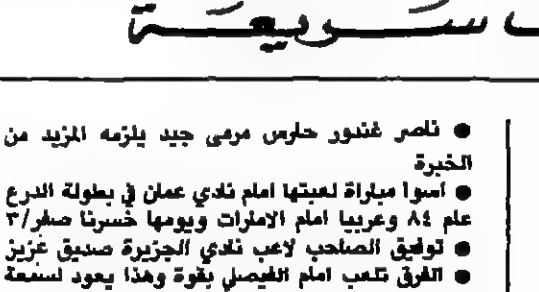 ـا ســــويعــــة
● ناصر غندور حارس مرمى جيد يلزمه المزيد من
الخبرة
● اسوا مباراة لعبتها امام نادي عمان في بطولة الدرع
عام ٨٤ وعربيا امام الامارات ويومها خسرنا صفر/٣
● توفيق الصاحب لاعب نادي الجزيرة صديق عزيز
● الفرق تلعب امام الفيصلي بقوة وهذا يعود لسمعة